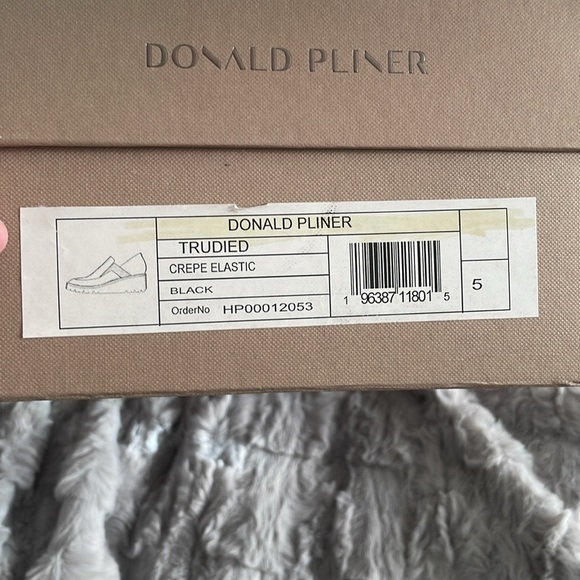 DONALD PLINER
DONALD PLINER
TRUDIED
CREPE ELASTIC
BLACK
OrderNo HP00012053
1 96387 11801 5
5